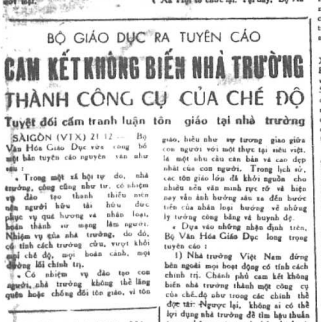 BỘ GIÁO DỤC RA TUYÊN CÁO
CAM KẾT KHÔNG BIẾN NHÀ TRƯỜNG
THÀNH CÔNG CỤ CỦA CHẾ ĐỘ
Tuyệt đối cấm tranh luận tôn giáo tại nhà trường
SÀIGÒN (VTX) 21-12 — Bộ
Văn Hóa Giáo Dục vừa công bố
một bản tuyên cáo nguyên văn như
sau :
« Trong một xã hội tự do, nhà
trường, cũng như, có nhiệm
vụ đào tạo thành thiếu niên
nên người hữu dụng
phục vụ quê hương và nhân loại,
hoàn thành sứ mạng làm người.
Nhiệm vụ của nhà trường, do đó,
có tính cách trường cửu, vượt khỏi
mọi chế độ, mọi hoàn cảnh, mọi
đường lối chính trị.
« Có nhiệm vụ đào tạo con
người, nhà trường không thể lãng
quên hoặc chống đối tôn giáo, vì tôn
giáo, hiểu như sự tương giao giữa
con người với một thực tại siêu việt,
là một nhu cầu căn bản và cao đẹp
nhất của con người. Trong lịch sử,
các tôn giáo lớn đã khơi nguồn cho
nhiều nền văn minh rực rỡ và hiện
nay vẫn ảnh hưởng sâu xa đến bước
tiến của nhân loại hướng về những
lý tưởng công bằng và huynh đệ.
« Dựa vào những nhận định trên,
Bộ Văn Hóa Giáo Dục long trọng
tuyên cáo :
1) Nhà trường Việt Nam đứng
bên ngoài mọi hoạt động có tính cách
chính trị. Chánh phủ cam kết không
biến nhà trường thành một công cụ
của chế độ như trong các chính thể
độc tài. Ngược lại, không ai có thể
lợi dụng nhà trường để tìm hậu thuẫn